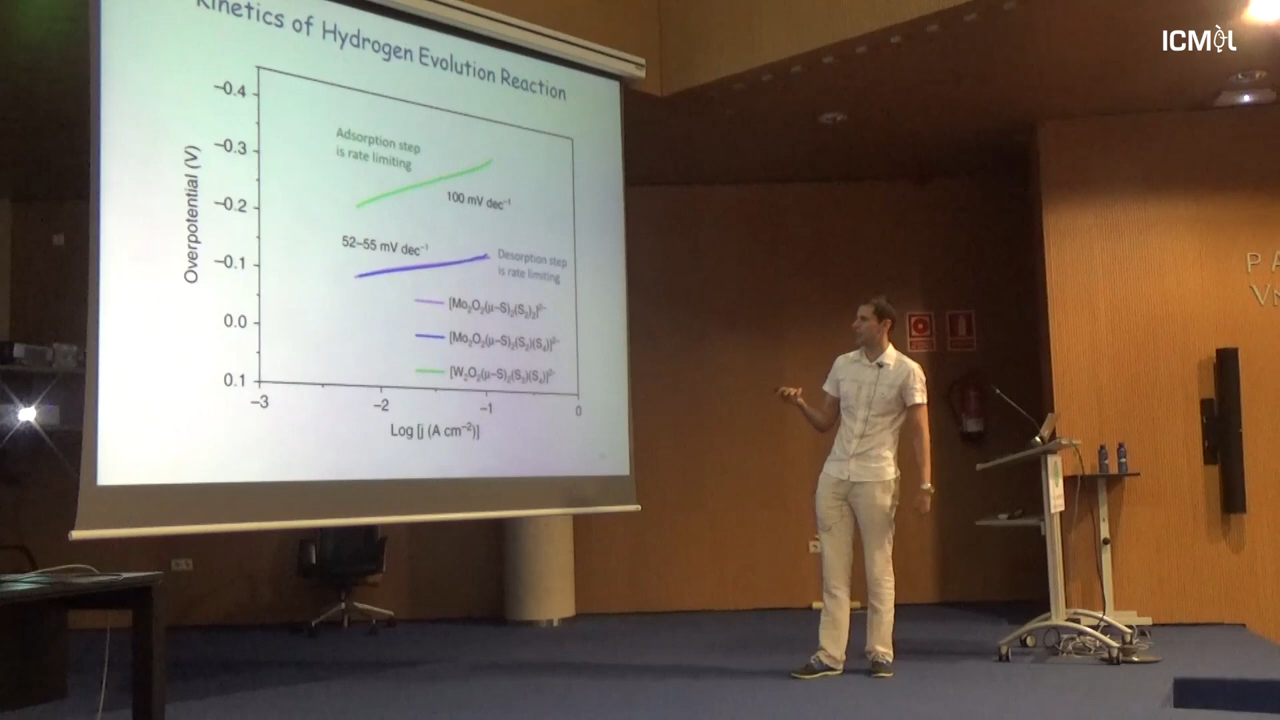 Kinetics of Hydrogen Evolution Reaction
ICMOL
−0.4
−0.3
−0.2
−0.1
0.0
0.1
Overpotential (V)
Adsorption step
is rate limiting
100 mV dec⁻¹
52–55 mV dec⁻¹
Desorption step
is rate limiting
[Mo₂O₂(μ–S)₂(S₂)₂]²⁻
[Mo₂O₂(μ–S)₂(S₂)(S₄)]²⁻
[W₂O₂(μ–S)₂(S₂)(S₄)]²⁻
−3
−2
−1
0
Log [j (A cm⁻²)]
PA